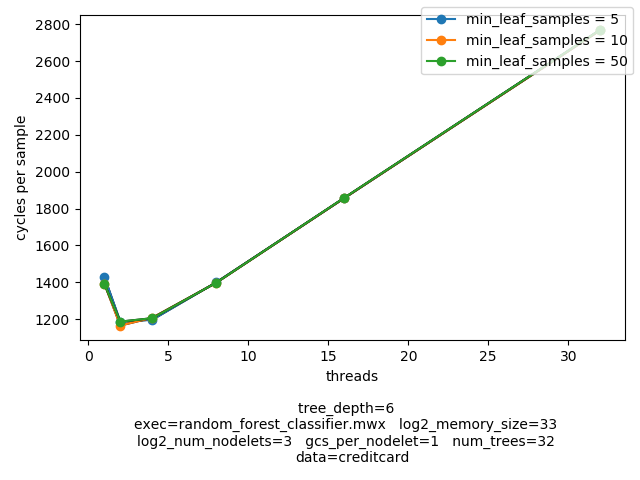 min_leaf_samples = 5
min_leaf_samples = 10
min_leaf_samples = 50
2800
2600
2400
2200
2000
1800
1600
1400
1200
cycles per sample
0 5 10 15 20 25 30
threads
tree_depth=6
exec=random_forest_classifier.mwx log2_memory_size=33
log2_num_nodelets=3 gcs_per_nodelet=1 num_trees=32
data=creditcard